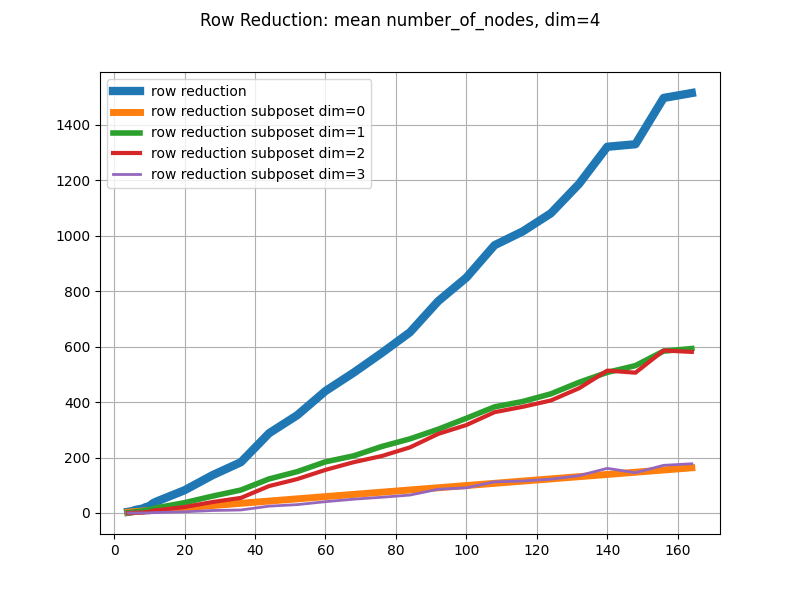 Row Reduction: mean number_of_nodes, dim=4
row reduction
row reduction subposet dim=0
row reduction subposet dim=1
row reduction subposet dim=2
row reduction subposet dim=3
1400
1200
1000
800
600
400
200
0
0 20 40 60 80 100 120 140 160